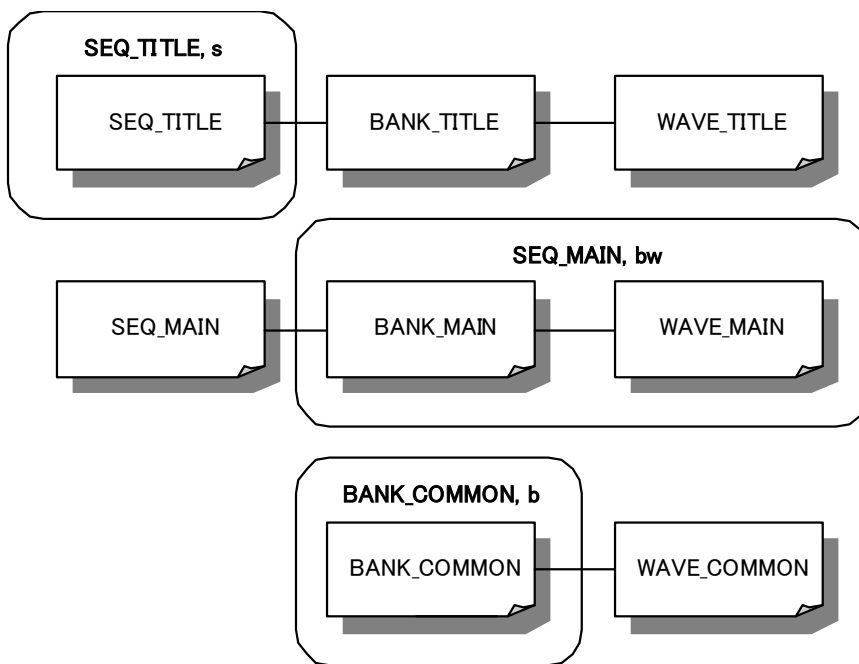 SEQ_TITLE, s
SEQ_TITLE
BANK_TITLE
WAVE_TITLE
SEQ_MAIN, bw
SEQ_MAIN
BANK_MAIN
WAVE_MAIN
BANK_COMMON, b
BANK_COMMON
WAVE_COMMON